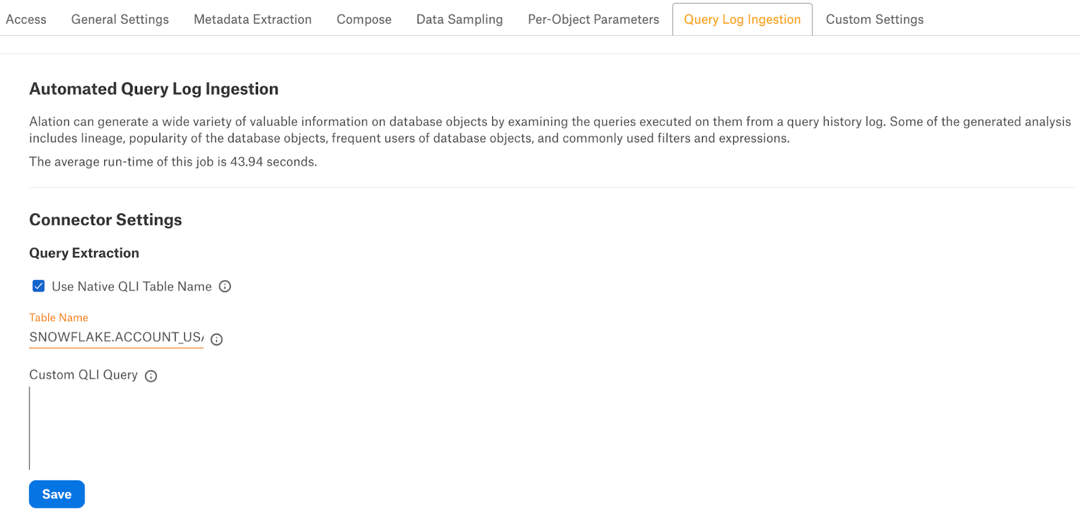 Access General Settings Metadata Extraction Compose Data Sampling Per-Object Parameters Query Log Ingestion Custom Settings
Automated Query Log Ingestion
Alation can generate a wide variety of valuable information on database objects by examining the queries executed on them from a query history log. Some of the generated analysis
includes lineage, popularity of the database objects, frequent users of database objects, and commonly used filters and expressions.
The average run-time of this job is 43.94 seconds.
Connector Settings
Query Extraction
Use Native QLI Table Name
Table Name
SNOWFLAKE.ACCOUNT_US
Custom QLI Query
Save